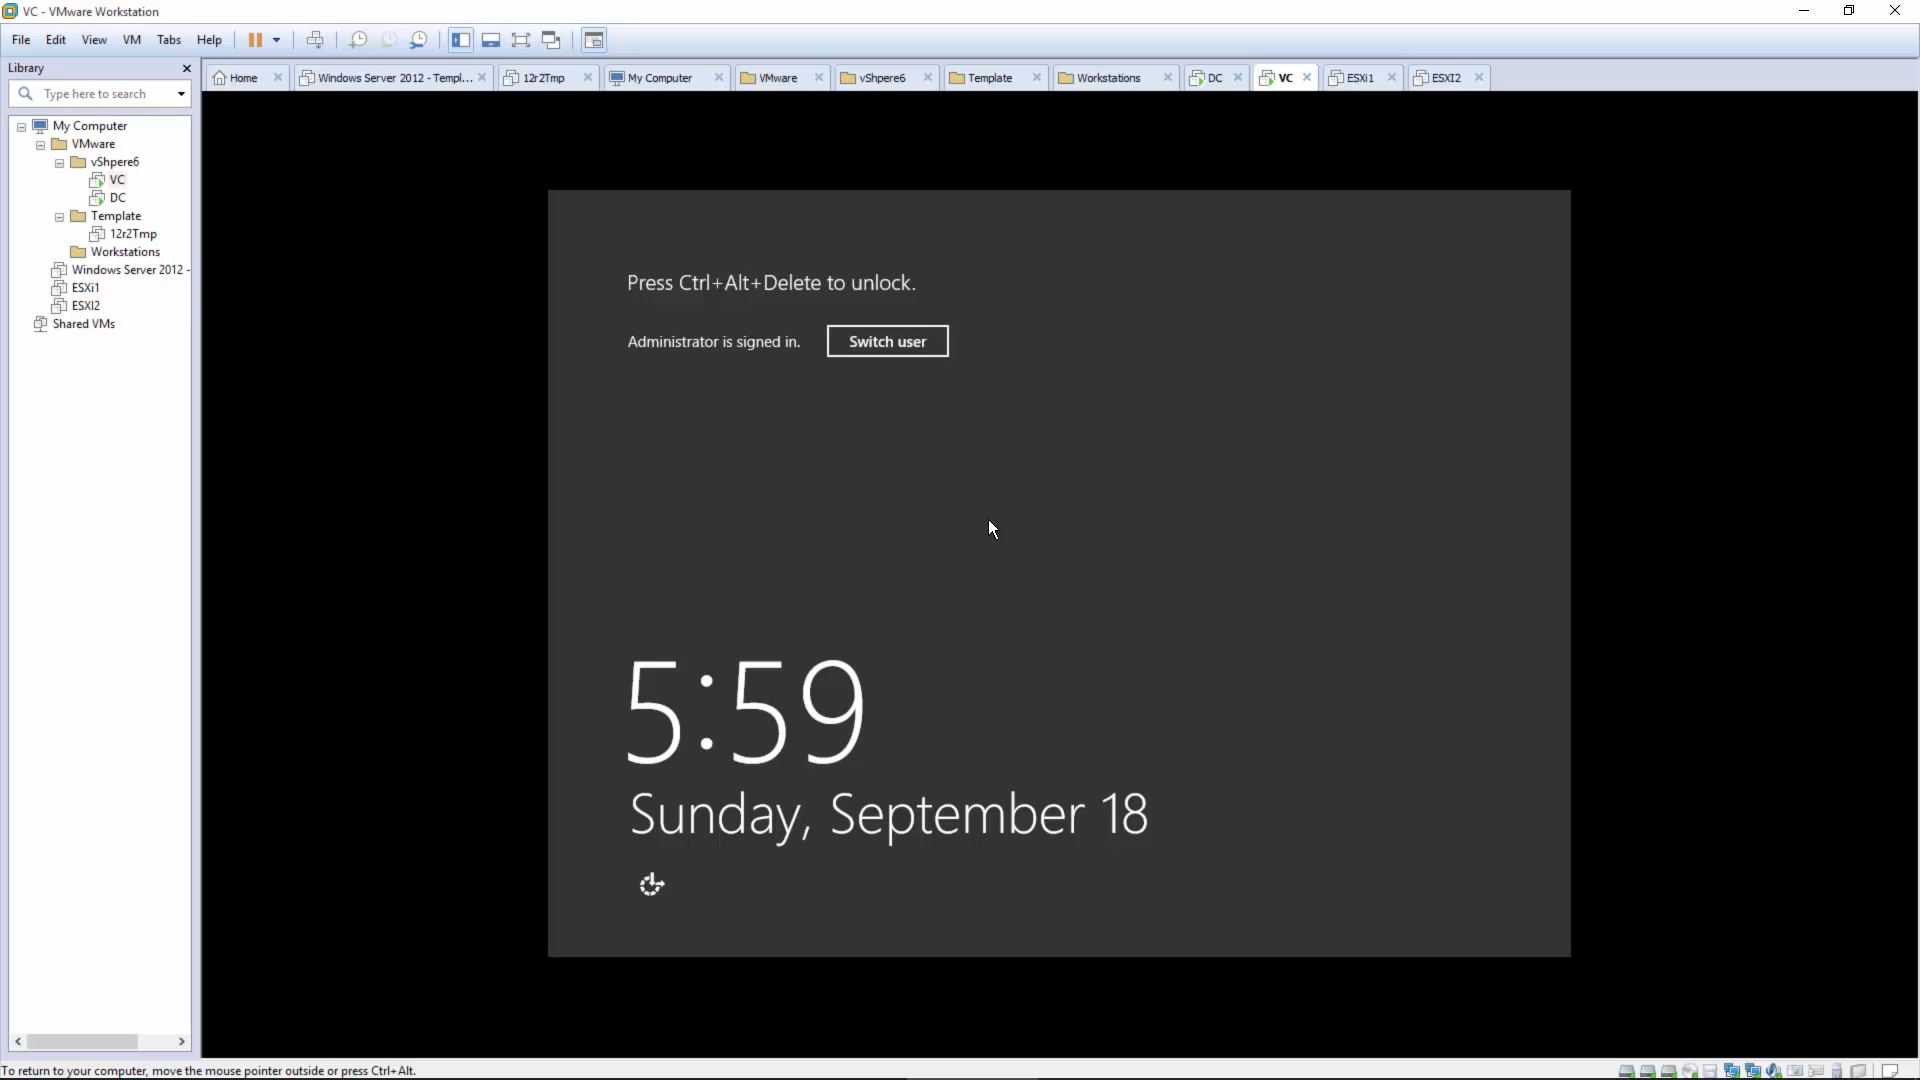 VC - VMware Workstation
File Edit View VM Tabs Help
Library
Type here to search
Home
Windows Server 2012 - Templ...
12r2Tmp
My Computer
VMware
vShpere6
Template
Workstations
DC
VC
ESXi1
ESXI2
My Computer
VMware
vShpere6
VC
DC
Template
12r2Tmp
Workstations
Windows Server 2012 -
ESXi1
ESXI2
Shared VMs
Press Ctrl+Alt+Delete to unlock.
Administrator is signed in. Switch user
5:59
Sunday, September 18
To return to your computer, move the mouse pointer outside or press Ctrl+Alt.